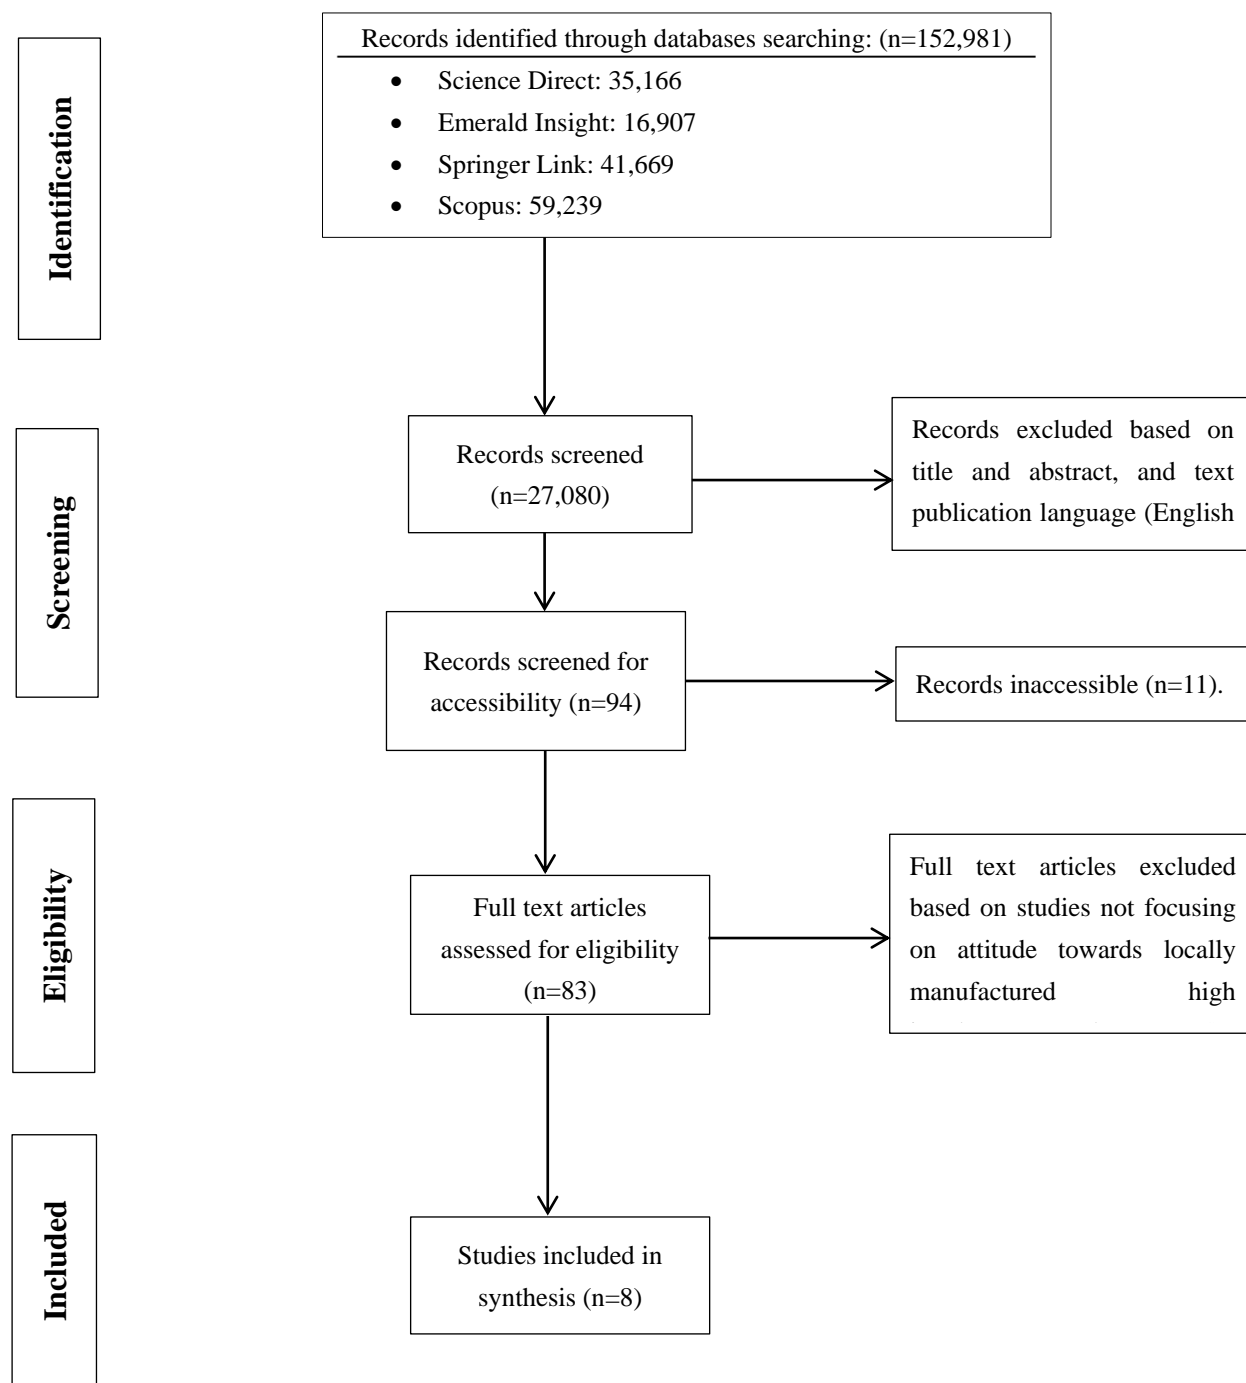 Identification
Records identified through databases searching: (n=152,981)
• Science Direct: 35,166
• Emerald Insight: 16,907
• Springer Link: 41,669
• Scopus: 59,239
Screening
Records screened
(n=27,080)
Records excluded based on
title and abstract, and text
publication language (English
Records screened for
accessibility (n=94)
Records inaccessible (n=11).
Eligibility
Full text articles
assessed for eligibility
(n=83)
Full text articles excluded
based on studies not focusing
on attitude towards locally
manufactured high
Included
Studies included in
synthesis (n=8)